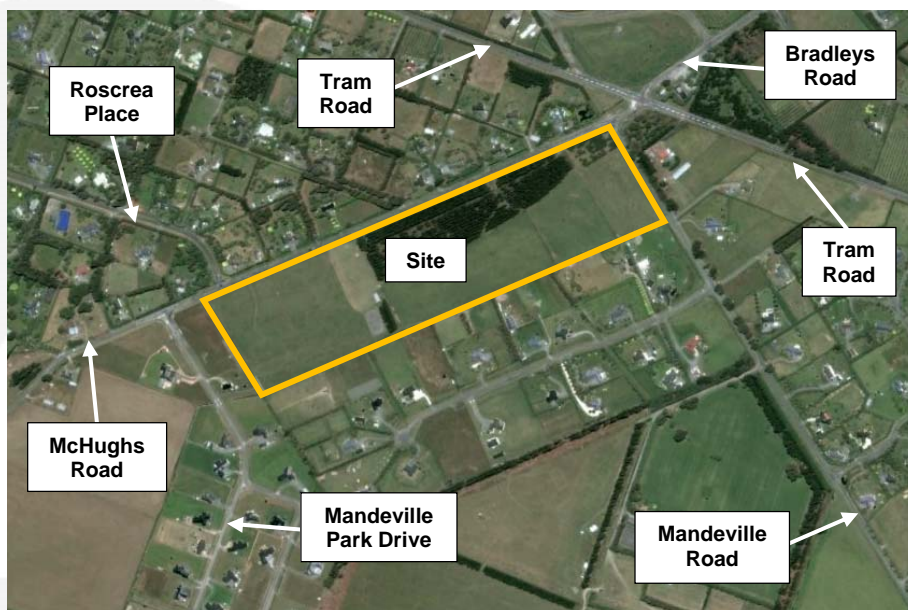 Bradleys
Road
Tram
Road
Roscrea
Place
Site
Tram
Road
McHughs
Road
Mandeville
Park Drive
Mandeville
Road